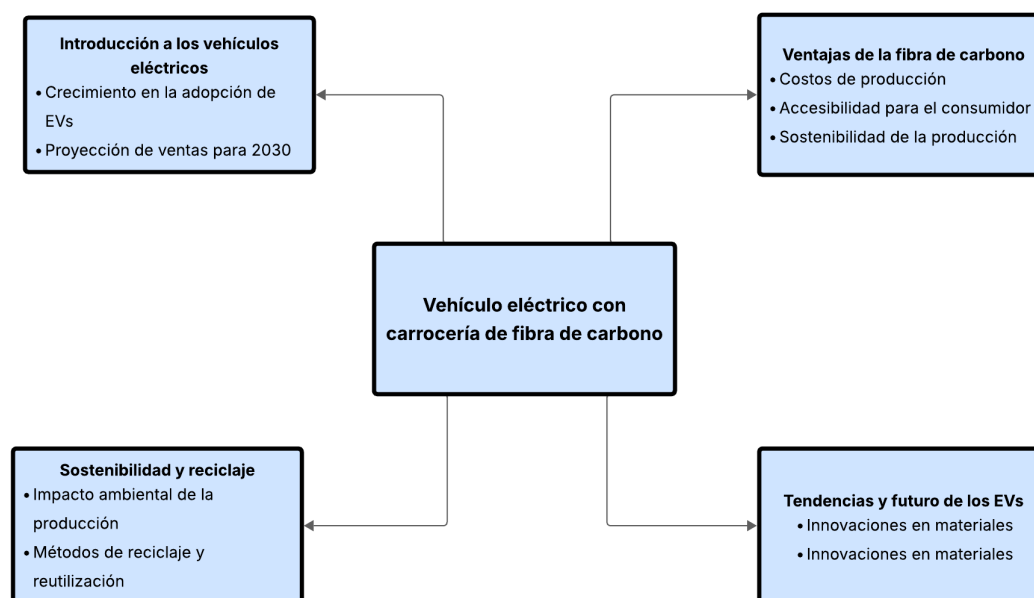 Introducción a los vehículos
eléctricos
• Crecimiento en la adopción de
EVs
• Proyección de ventas para 2030
Ventajas de la fibra de carbono
• Costos de producción
• Accesibilidad para el consumidor
• Sostenibilidad de la producción
Vehículo eléctrico con
carrocería de fibra de carbono
Sostenibilidad y reciclaje
• Impacto ambiental de la
producción
• Métodos de reciclaje y
reutilización
Tendencias y futuro de los EVs
• Innovaciones en materiales
• Innovaciones en materiales